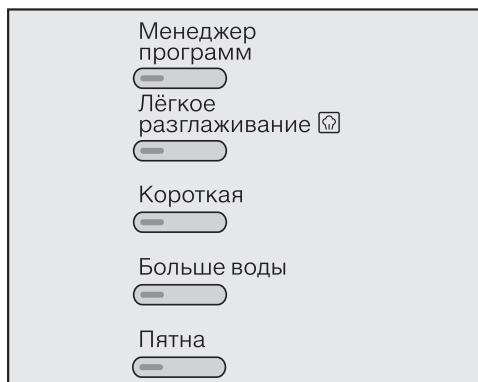 Менеджер
программ
Лёгкое
разглаживание
Короткая
Больше воды
Пятна